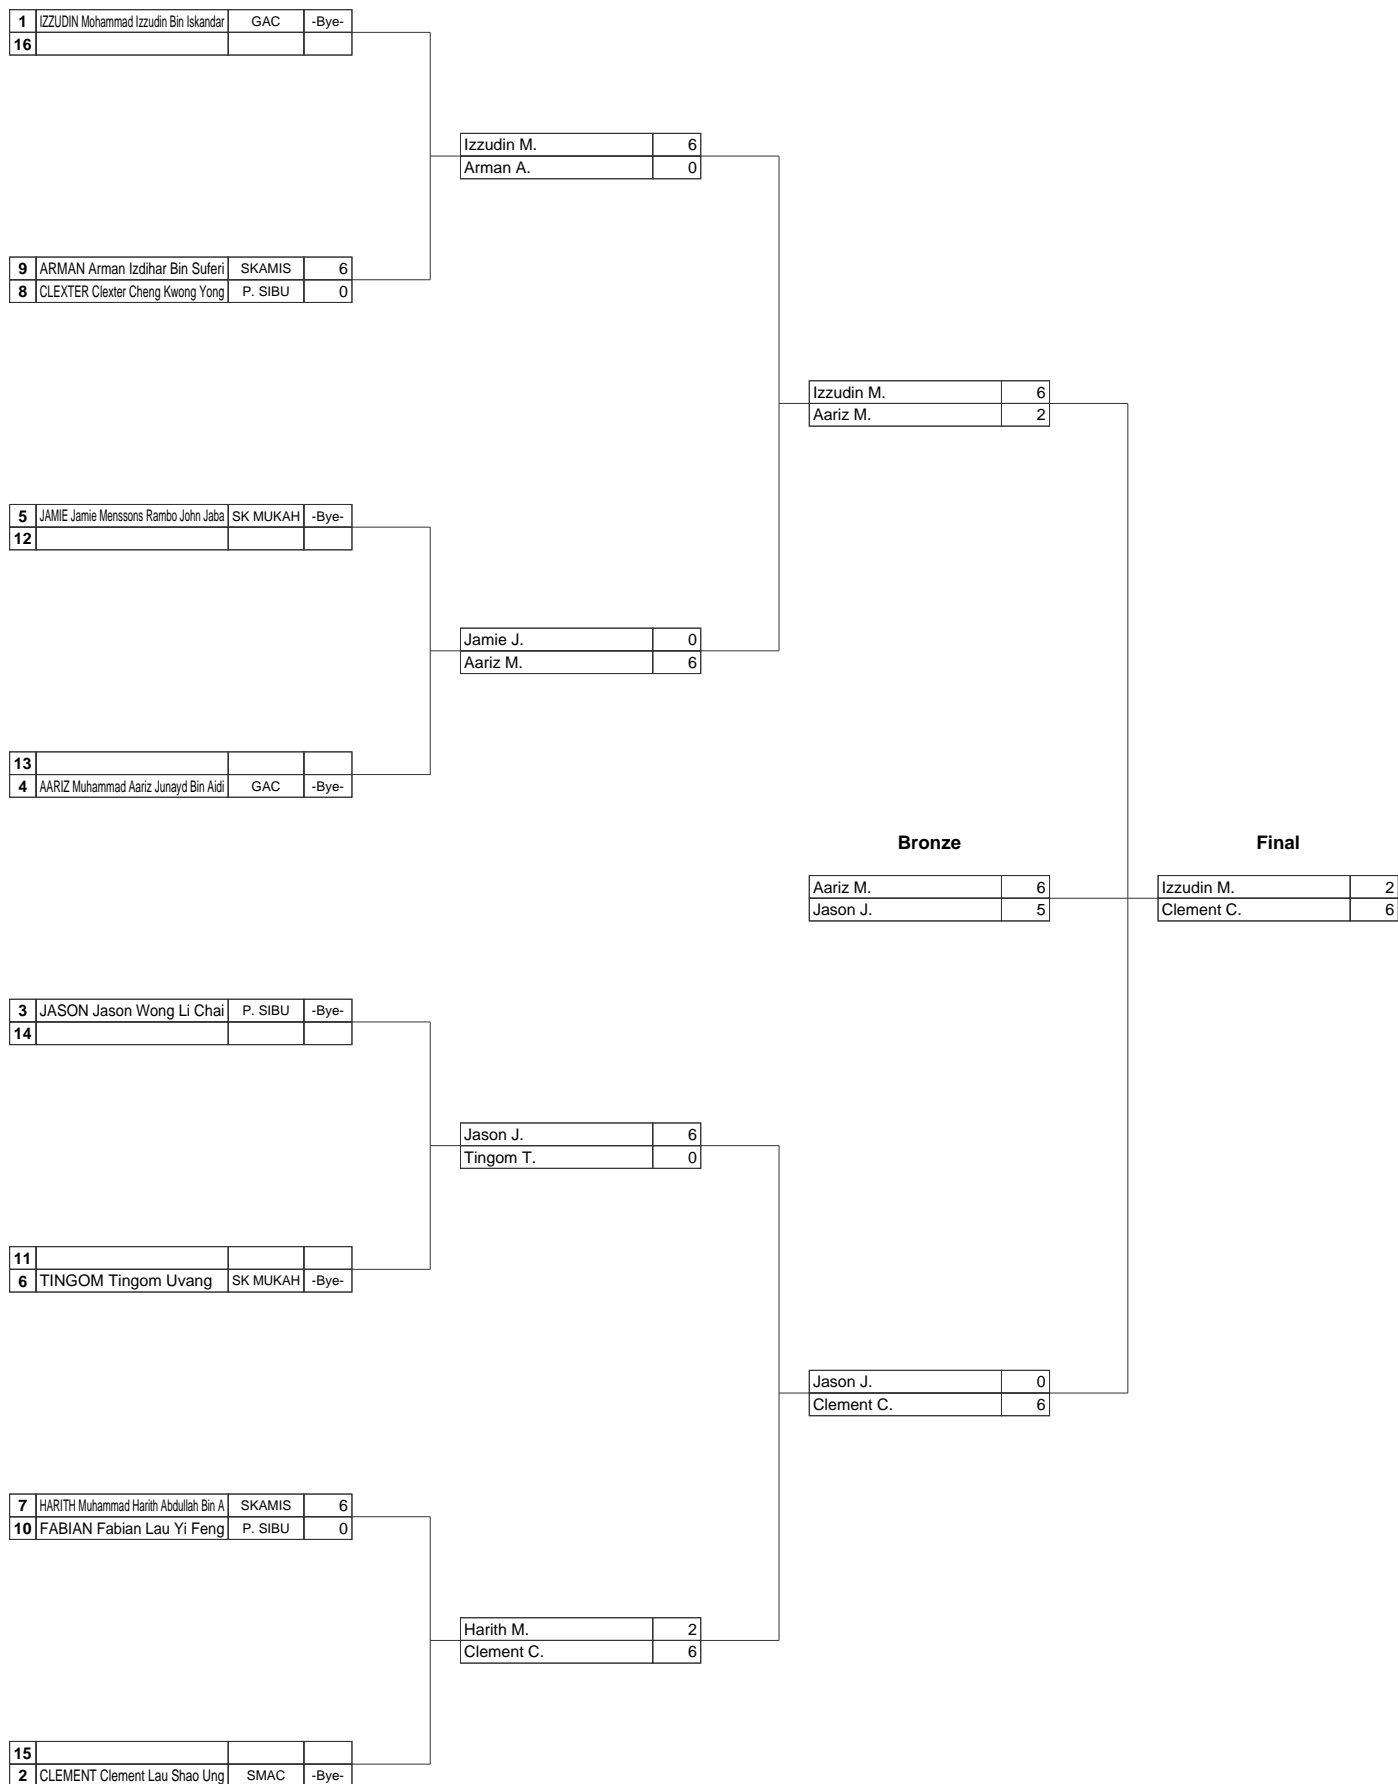 1 IZZUDIN Mohammad Izzudin Bin Iskandar GAC -Bye-
16
Izzudin M. 6
Arman A. 0
9 ARMAN Arman Izdihar Bin Suferi SKAMIS 6
8 CLEXTER Clexter Cheng Kwong Yong P. SIBU 0
Izzudin M. 6
Aariz M. 2
5 JAMIE Jamie Menssons Rambo John Jaba SK MUKAH -Bye-
12
Jamie J. 0
Aariz M. 6
13
4 AARIZ Muhammad Aariz Junayd Bin Aidi GAC -Bye-
Bronze Final
Aariz M. 6 Izzudin M. 2
Jason J. 5 Clement C. 6
3 JASON Jason Wong Li Chai P. SIBU -Bye-
14
Jason J. 6
Tingom T. 0
11
6 TINGOM Tingom Uvang SK MUKAH -Bye-
Jason J. 0
Clement C. 6
7 HARITH Muhammad Harith Abdullah Bin A SKAMIS 6
10 FABIAN Fabian Lau Yi Feng P. SIBU 0
Harith M. 2
Clement C. 6
15
2 CLEMENT Clement Lau Shao Ung SMAC -Bye-